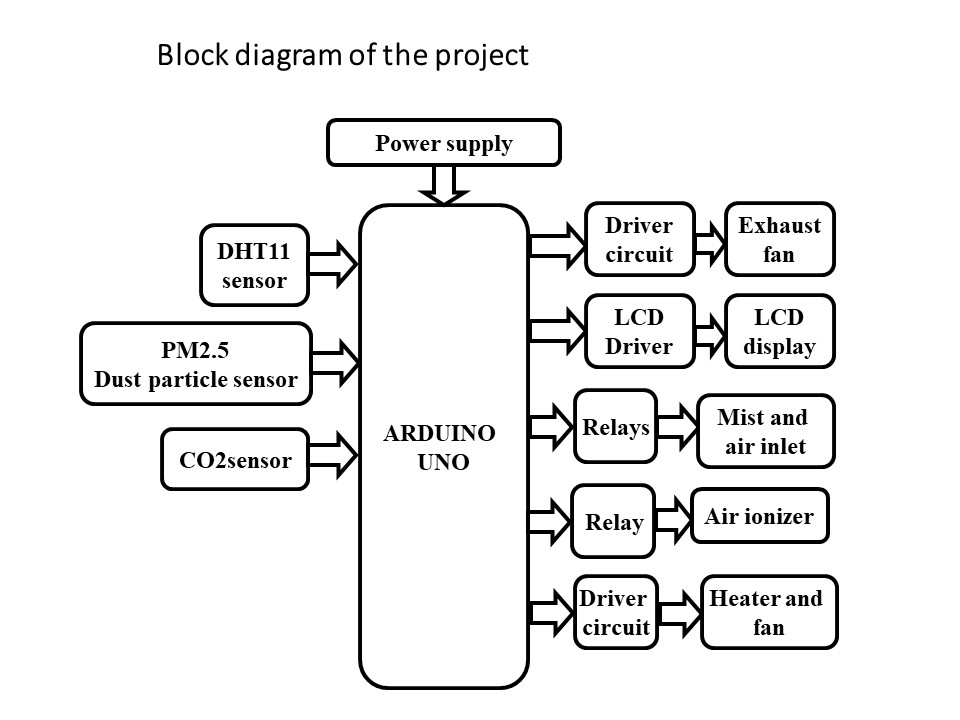 Block diagram of the project
Power supply
DHT11
sensor
PM2.5
Dust particle sensor
CO2sensor
ARDUINO
UNO
Driver
circuit
Exhaust
fan
LCD
Driver
LCD
display
Relays
Mist and
air inlet
Relay
Air ionizer
Driver
circuit
Heater and
fan